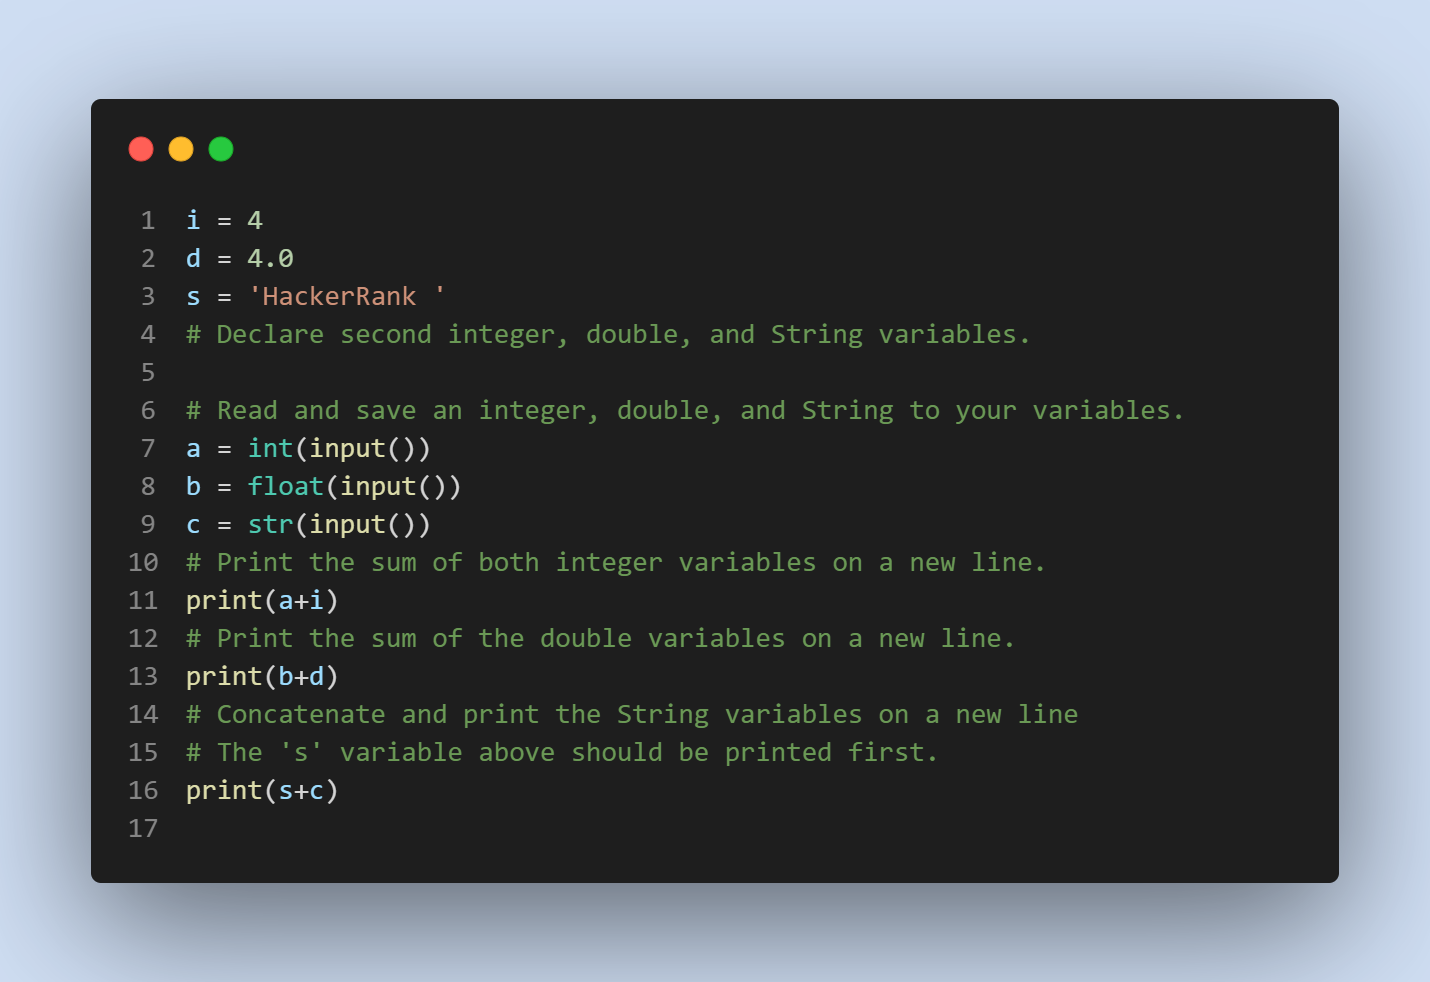 1 i = 4
2 d = 4.0
3 s = 'HackerRank '
4 # Declare second integer, double, and String variables.
5
6 # Read and save an integer, double, and String to your variables.
7 a = int(input())
8 b = float(input())
9 c = str(input())
10 # Print the sum of both integer variables on a new line.
11 print(a+i)
12 # Print the sum of the double variables on a new line.
13 print(b+d)
14 # Concatenate and print the String variables on a new line
15 # The 's' variable above should be printed first.
16 print(s+c)
17